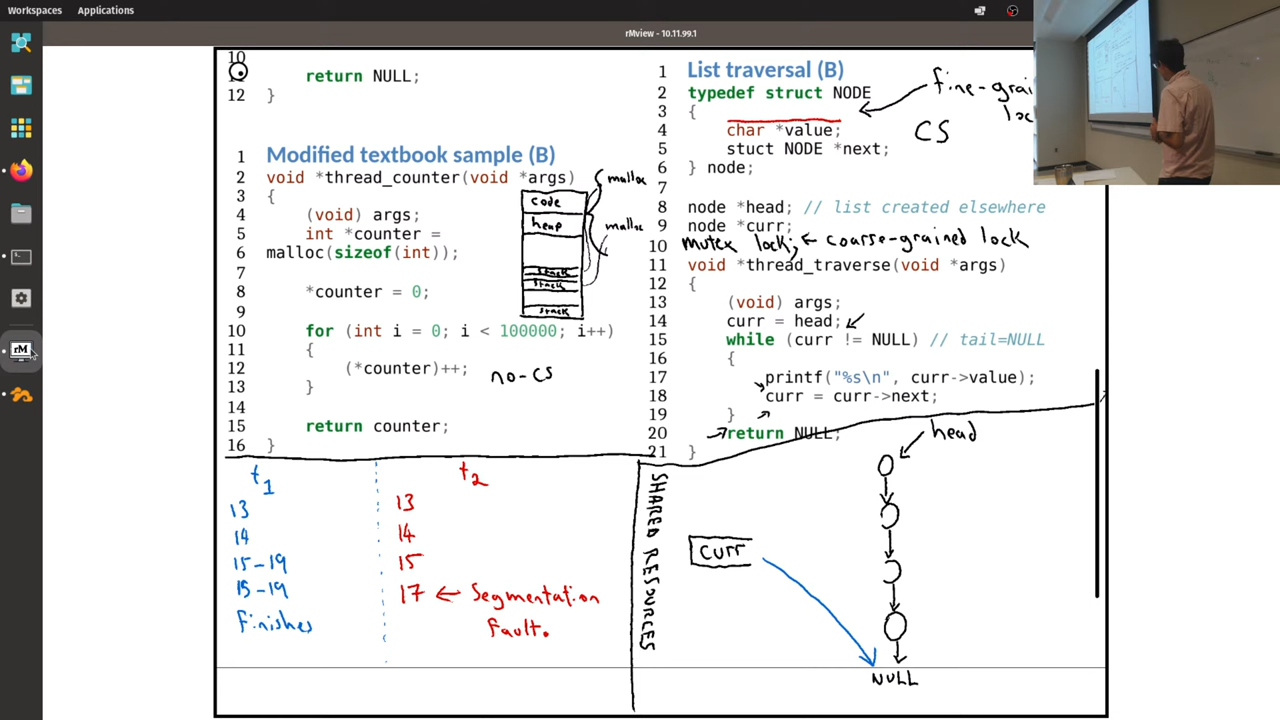 Workspaces Applications
rMview - 10.11.99.1
10
return NULL;
12 }
1 Modified textbook sample (B)
2 void *thread_counter(void *args)
3 {
4 (void) args;
5 int *counter =
6 malloc(sizeof(int));
7
8 *counter = 0;
9
10 for (int i = 0; i < 100000; i++)
11 {
12 (*counter)++;
13 }
14
15 return counter;
16 }
no-CS
code
heap
stack
stack
stack
malloc
malloc
1 List traversal (B)
2 typedef struct NODE
3 {
4 char *value;
5 stuct NODE *next;
6 } node;
7
8 node *head; // list created elsewhere
9 node *curr;
10 mutex lock; ← coarse-grained lock
11 void *thread_traverse(void *args)
12 {
13 (void) args;
14 curr = head;
15 while (curr != NULL) // tail=NULL
16 {
17 printf("%s\n", curr->value);
18 curr = curr->next;
19 }
20 return NULL;
21 }
fine-grai
CS
t1
13
14
15-19
15-19
finishes
t2
13
14
15
17 ← Segmentation
fault.
SHARED RESOURCES
curr
head
NULL
rM